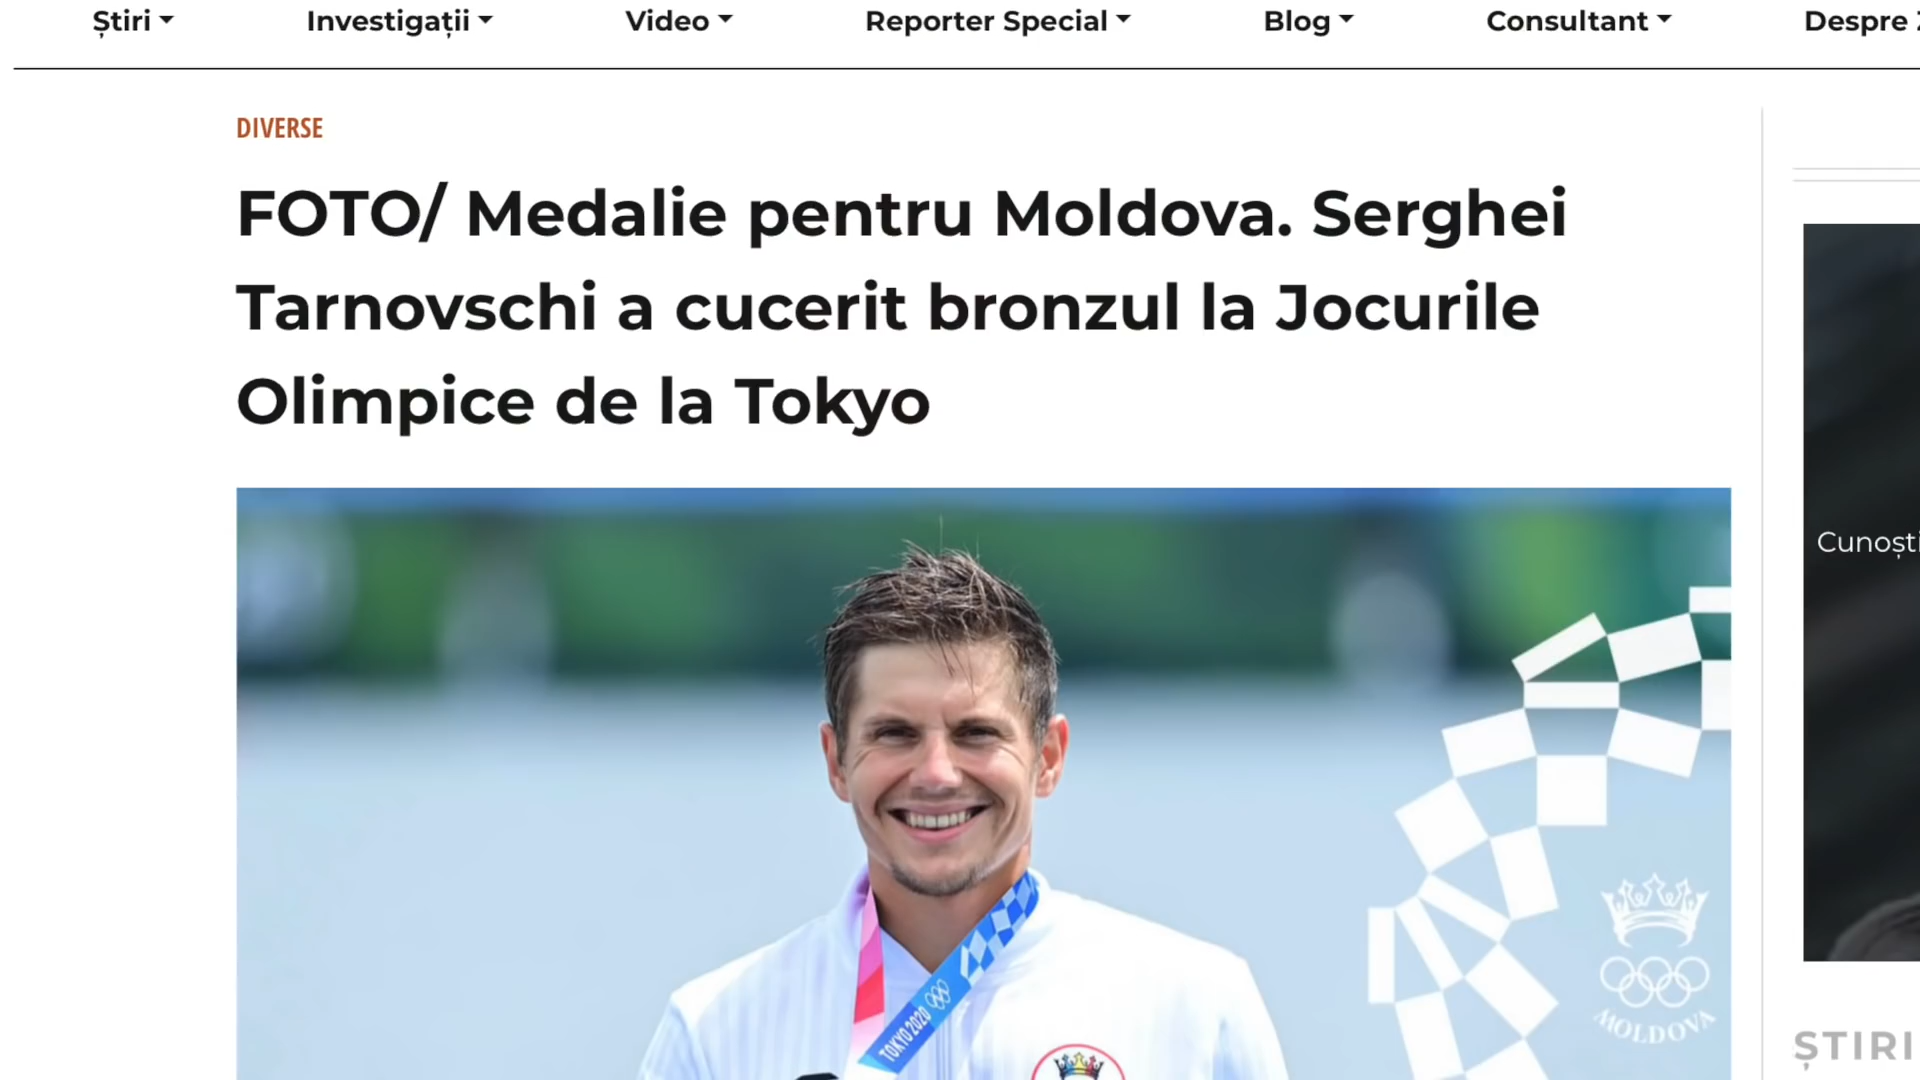 Știri
Investigații
Video
Reporter Special
Blog
Consultant
Despre
DIVERSE
FOTO/ Medalie pentru Moldova. Serghei
Tarnovschi a cucerit bronzul la Jocurile
Olimpice de la Tokyo
Cunoști
TOKYO 2020
MOLDOVA
ȘTIRI